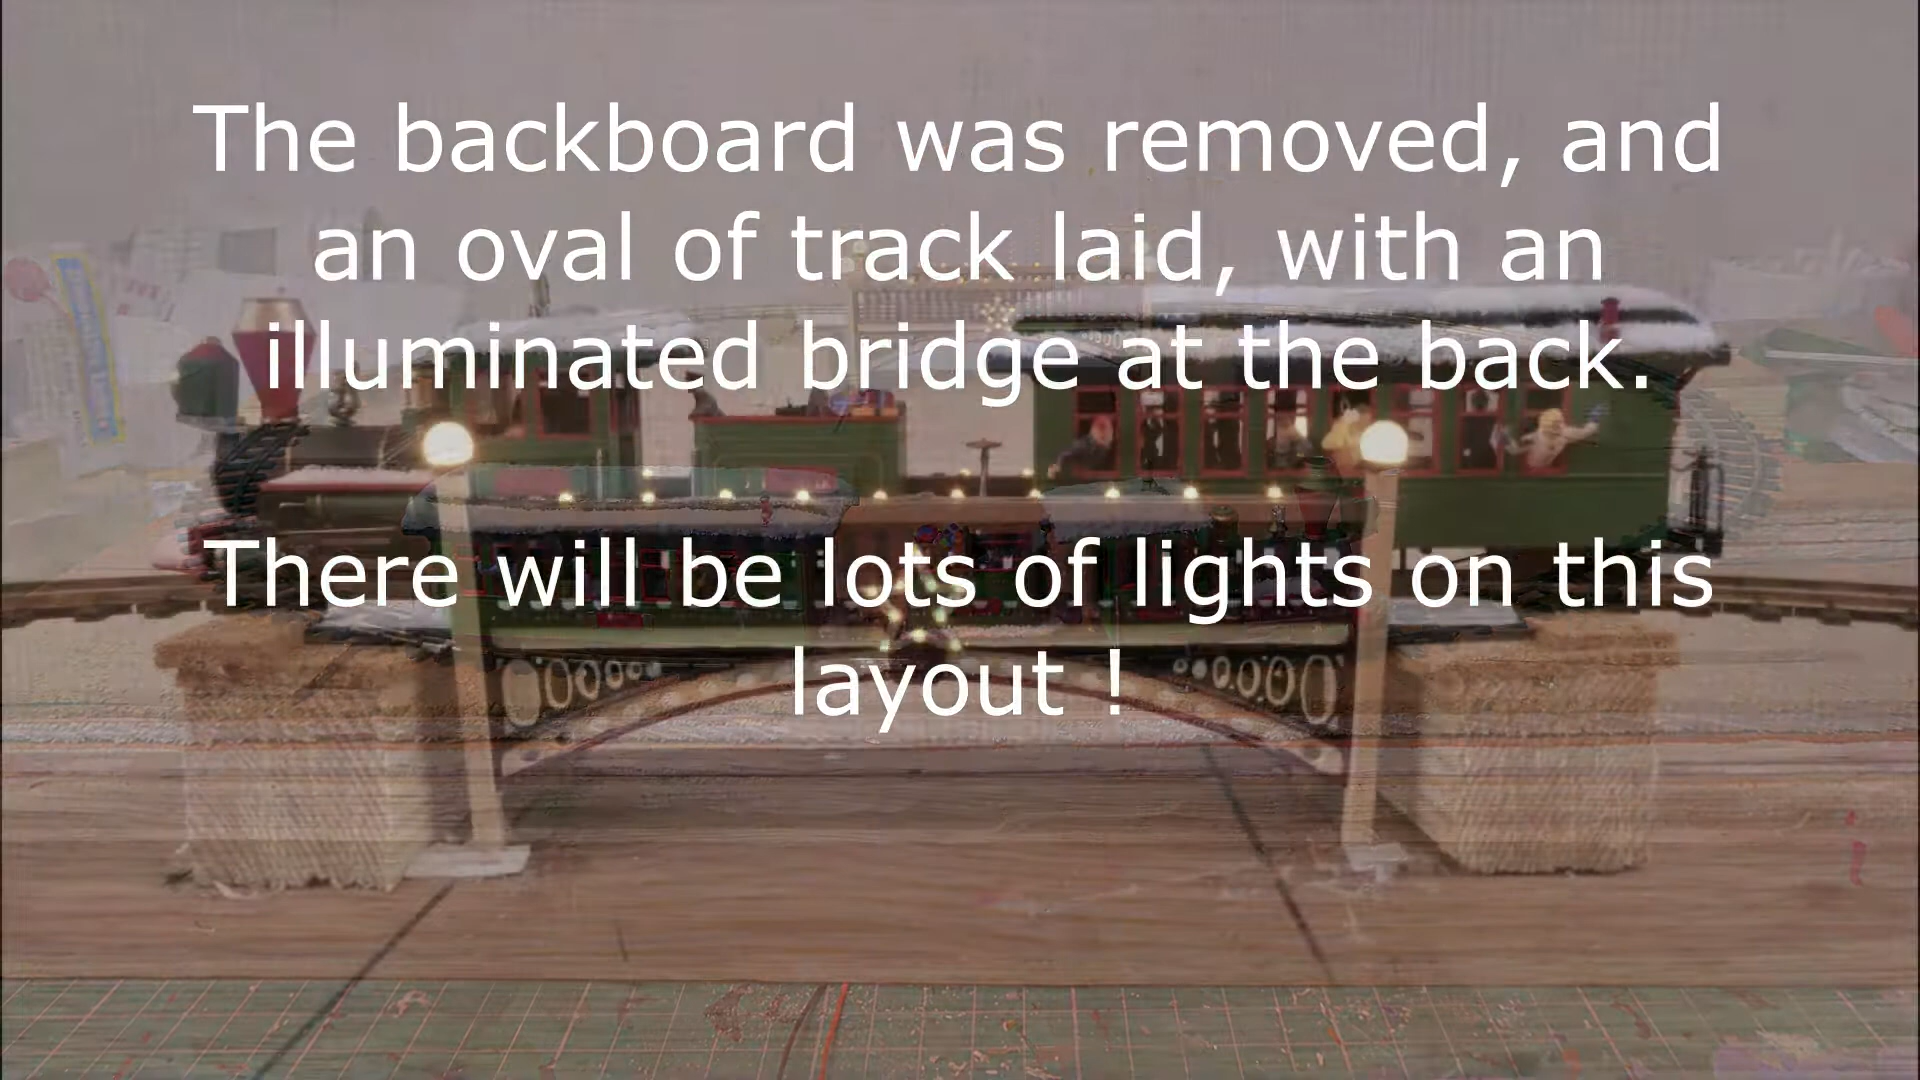 The backboard was removed, and
an oval of track laid, with an
illuminated bridge at the back.
There will be lots of lights on this
layout !